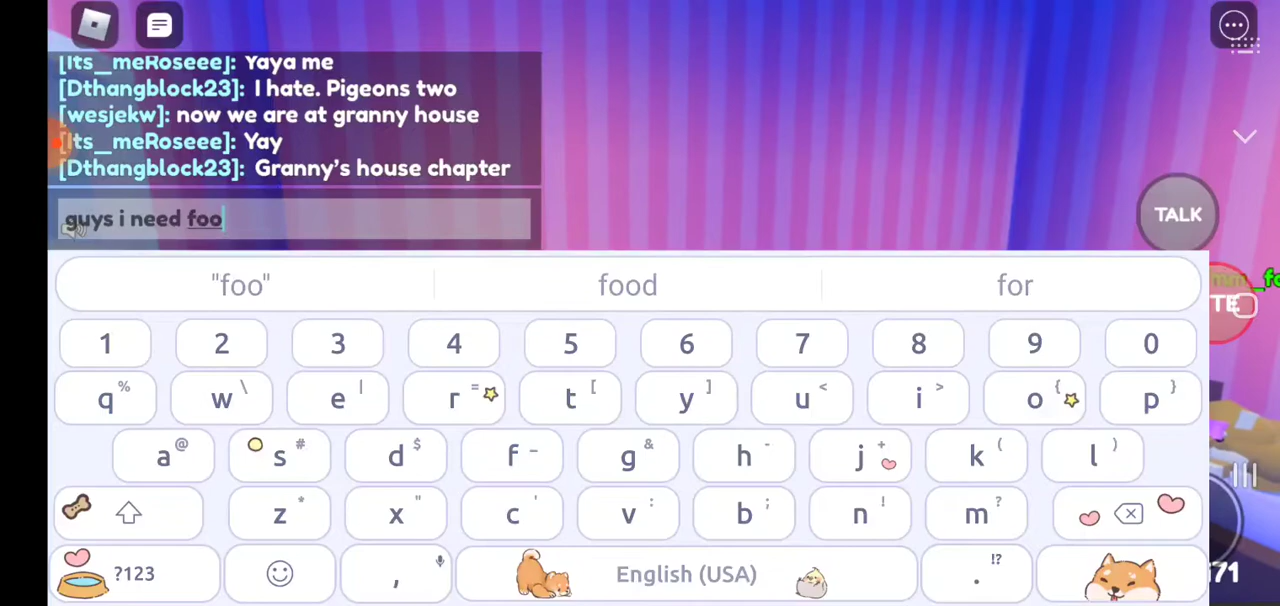 [Its_meRoseee]: Yaya me
[Dthangblock23]: I hate. Pigeons two
[wesjekw]: now we are at granny house
[Its_meRoseee]: Yay
[Dthangblock23]: Granny's house chapter
guys i need foo
TALK
"foo" food for
1 2 3 4 5 6 7 8 9 0
q % w \ e | r = t [ y ] u < i > o { p }
a @ s # d $ f - g & h - j + k ( l )
z * x " c ' v : b ; n ! m ?
?123 , English (USA) . !?
TE
71